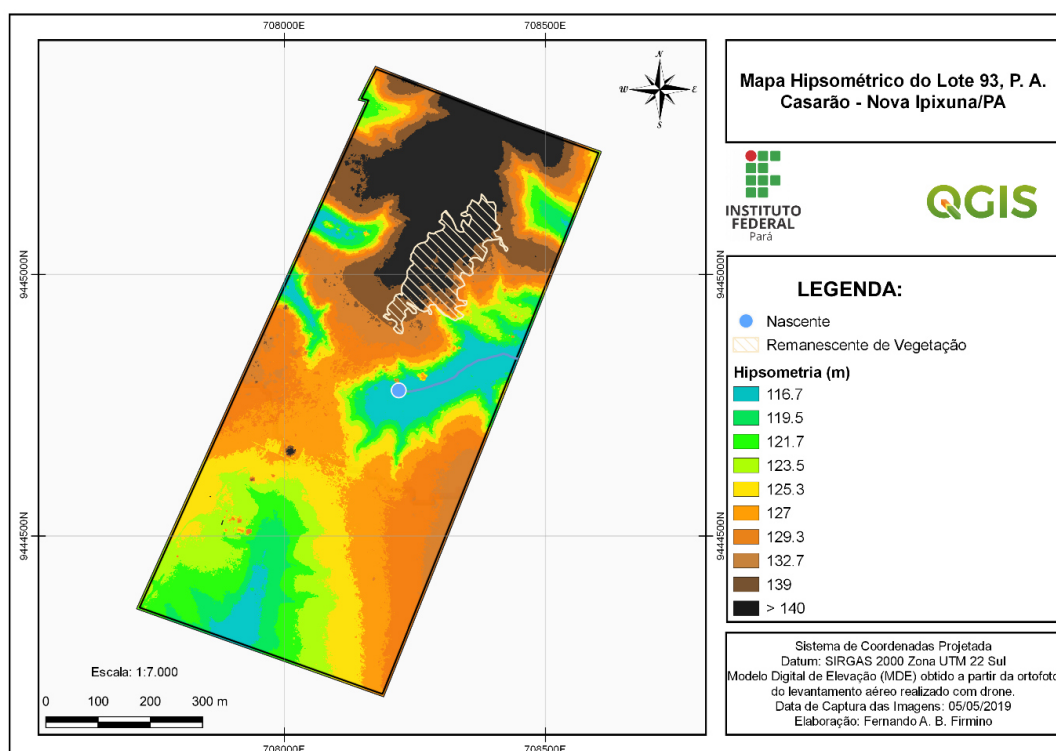 708000E
708500E
Mapa Hipsométrico do Lote 93, P. A.
Casarão - Nova Ipixuna/PA
N
W
E
S
INSTITUTO
FEDERAL
Pará
QGIS
9445000N
9445000N
LEGENDA:
Nascente
Remanescente de Vegetação
Hipsometria (m)
116.7
119.5
121.7
123.5
125.3
127
129.3
132.7
139
> 140
9444500N
9444500N
Escala: 1:7.000
0 100 200 300 m
Sistema de Coordenadas Projetada
Datum: SIRGAS 2000 Zona UTM 22 Sul
Modelo Digital de Elevação (MDE) obtido a partir da ortofoto
do levantamento aéreo realizado com drone.
Data de Captura das Imagens: 05/05/2019
Elaboração: Fernando A. B. Firmino
708000E
708500E